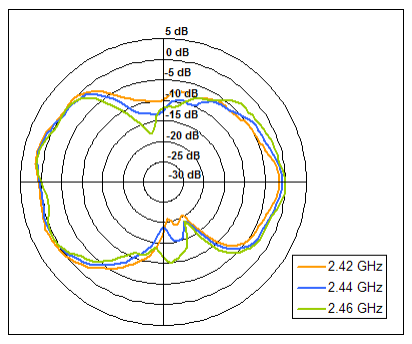 5 dB
0 dB
-5 dB
-10 dB
-15 dB
-20 dB
-25 dB
-30 dB
2.42 GHz
2.44 GHz
2.46 GHz